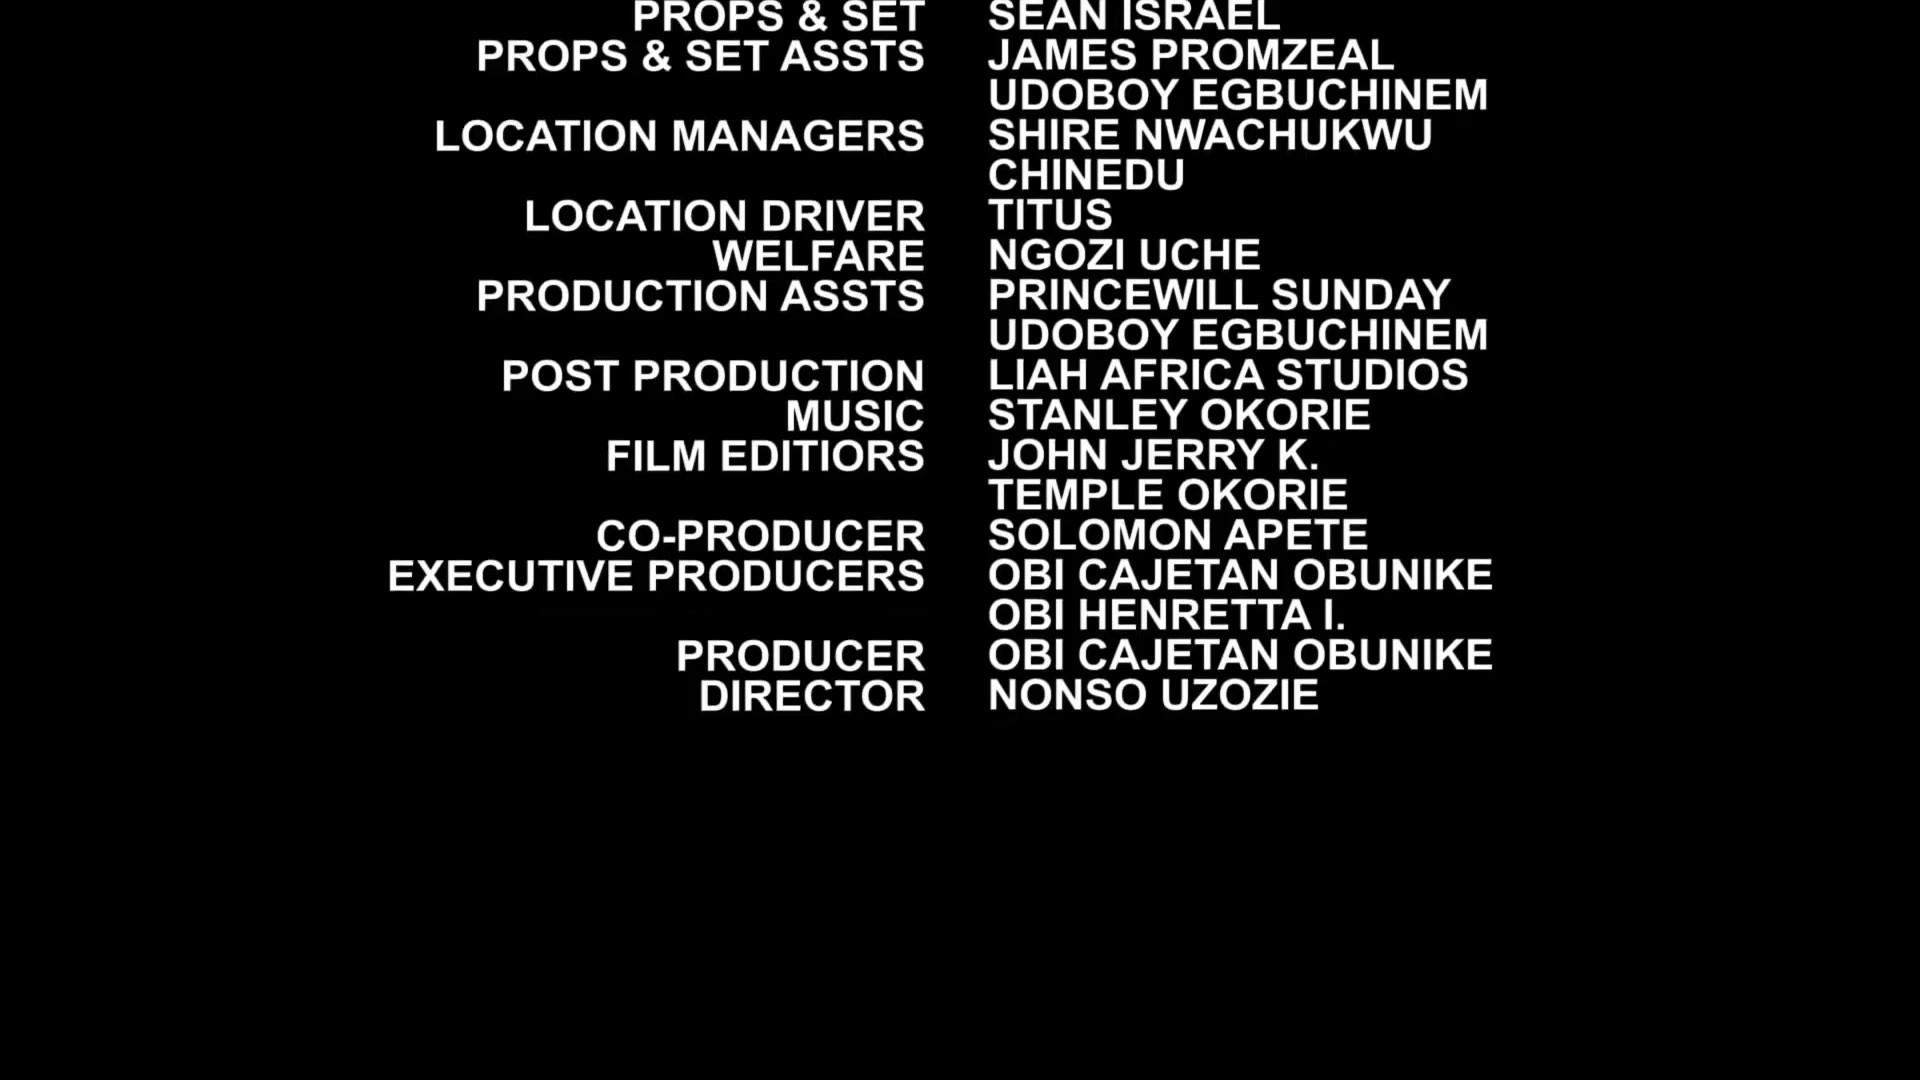 PROPS & SET SEAN ISRAEL
PROPS & SET ASSTS JAMES PROMZEAL
UDOBOY EGBUCHINEM
LOCATION MANAGERS SHIRE NWACHUKWU
CHINEDU
LOCATION DRIVER TITUS
WELFARE NGOZI UCHE
PRODUCTION ASSTS PRINCEWILL SUNDAY
UDOBOY EGBUCHINEM
POST PRODUCTION LIAH AFRICA STUDIOS
MUSIC STANLEY OKORIE
FILM EDITIORS JOHN JERRY K.
TEMPLE OKORIE
CO-PRODUCER SOLOMON APETE
EXECUTIVE PRODUCERS OBI CAJETAN OBUNIKE
OBI HENRETTA I.
PRODUCER OBI CAJETAN OBUNIKE
DIRECTOR NONSO UZOZIE